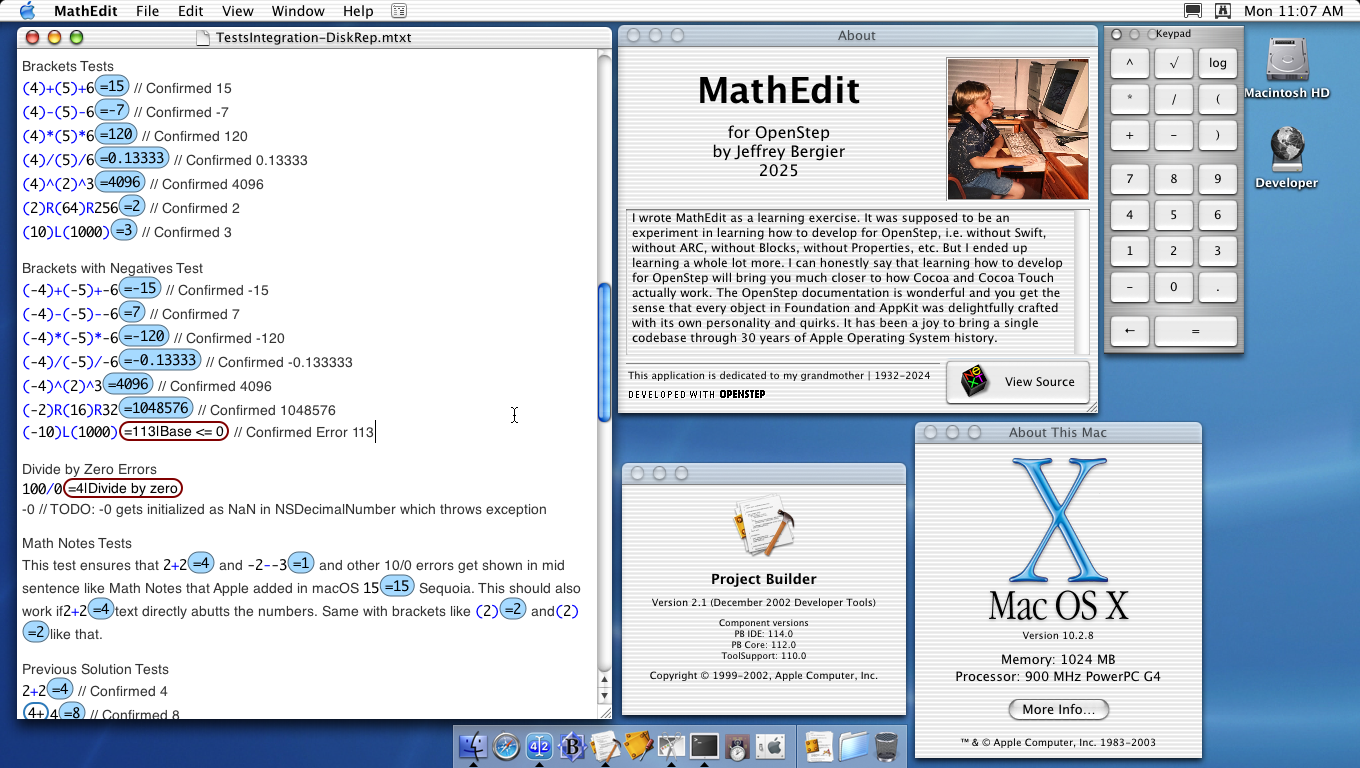 MathEdit File Edit View Window Help Mon 11:07 AM
TestsIntegration-DiskRep.mtxt
Brackets Tests
(4)+(5)+6=15 // Confirmed 15
(4)-(5)-6=-7 // Confirmed -7
(4)*(5)*6=120 // Confirmed 120
(4)/(5)/6=0.13333 // Confirmed 0.13333
(4)^(2)^3=4096 // Confirmed 4096
(2)R(64)R256=2 // Confirmed 2
(10)L(1000)=3 // Confirmed 3
Brackets with Negatives Test
(-4)+(-5)+-6=-15 // Confirmed -15
(-4)-(-5)--6=7 // Confirmed 7
(-4)*(-5)*-6=-120 // Confirmed -120
(-4)/(-5)/-6=-0.13333 // Confirmed -0.133333
(-4)^(2)^3=4096 // Confirmed 4096
(-2)R(16)R32=1048576 // Confirmed 1048576
(-10)L(1000)=113|Base <= 0 // Confirmed Error 113
Divide by Zero Errors
100/0=4|Divide by zero
-0 // TODO: -0 gets initialized as NaN in NSDecimalNumber which throws exception
Math Notes Tests
This test ensures that 2+2=4 and -2--3=1 and other 10/0 errors get shown in mid
sentence like Math Notes that Apple added in macOS 15=15 Sequoia. This should also
work if2+2=4text directly abutts the numbers. Same with brackets like (2)=2 and(2)
=2like that.
Previous Solution Tests
2+2=4 // Confirmed 4
4+4=8 // Confirmed 8
About
MathEdit
for OpenStep
by Jeffrey Bergier
2025
I wrote MathEdit as a learning exercise. It was supposed to be an
experiment in learning how to develop for OpenStep, i.e. without Swift,
without ARC, without Blocks, without Properties, etc. But I ended up
learning a whole lot more. I can honestly say that learning how to develop
for OpenStep will bring you much closer to how Cocoa and Cocoa Touch
actually work. The OpenStep documentation is wonderful and you get the
sense that every object in Foundation and AppKit was delightfully crafted
with its own personality and quirks. It has been a joy to bring a single
codebase through 30 years of Apple Operating System history.
This application is dedicated to my grandmother | 1932-2024
DEVELOPED WITH OPENSTEP
NeXT
View Source
Keypad
^ √ log
* / (
+ - )
7 8 9
4 5 6
1 2 3
- 0 .
← =
Macintosh HD
Developer
Project Builder
Version 2.1 (December 2002 Developer Tools)
Component versions
PB IDE: 114.0
PB Core: 112.0
ToolSupport: 110.0
Copyright © 1999-2002, Apple Computer, Inc.
About This Mac
X
Mac OS X
Version 10.2.8
Memory: 1024 MB
Processor: 900 MHz PowerPC G4
More Info...
™ & © Apple Computer, Inc. 1983-2003
42
B